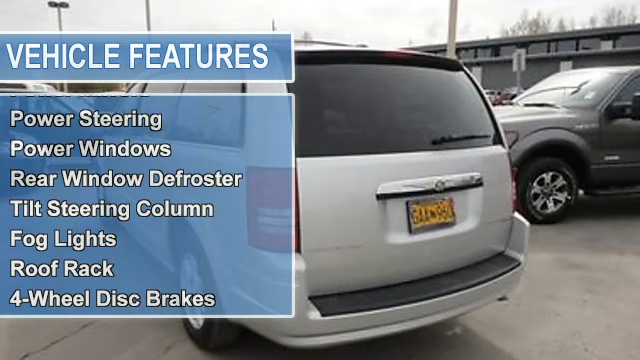 VEHICLE FEATURES
Power Steering
Power Windows
Rear Window Defroster
Tilt Steering Column
Fog Lights
Roof Rack
4-Wheel Disc Brakes